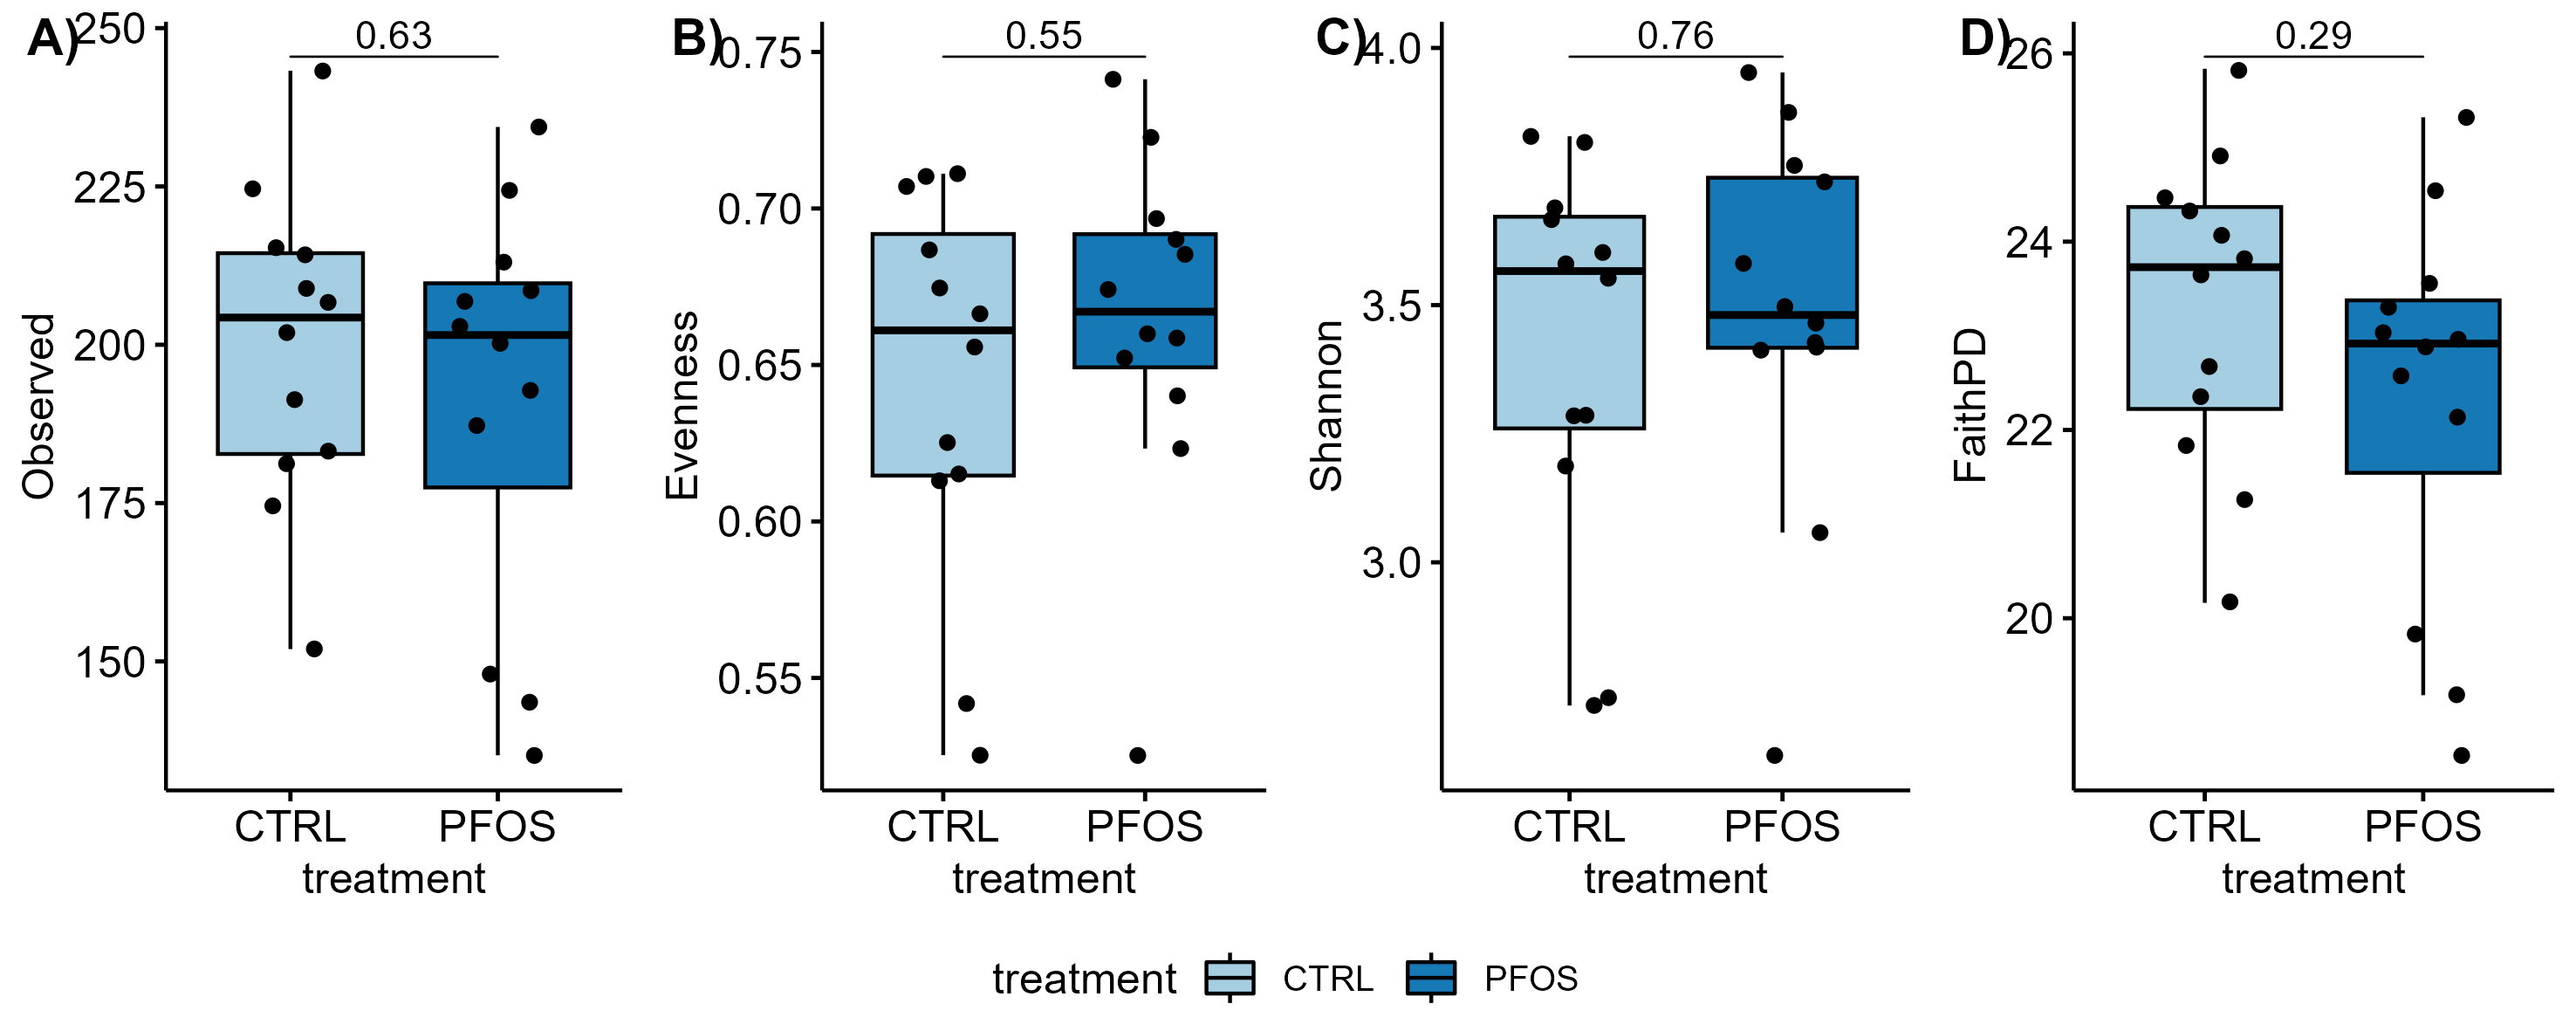 A)
0.63
250
225
200
175
150
Observed
CTRL PFOS
treatment
B)
0.55
0.75
0.70
0.65
0.60
0.55
Evenness
CTRL PFOS
treatment
C)
0.76
4.0
3.5
3.0
Shannon
CTRL PFOS
treatment
D)
0.29
26
24
22
20
FaithPD
CTRL PFOS
treatment
treatment CTRL PFOS